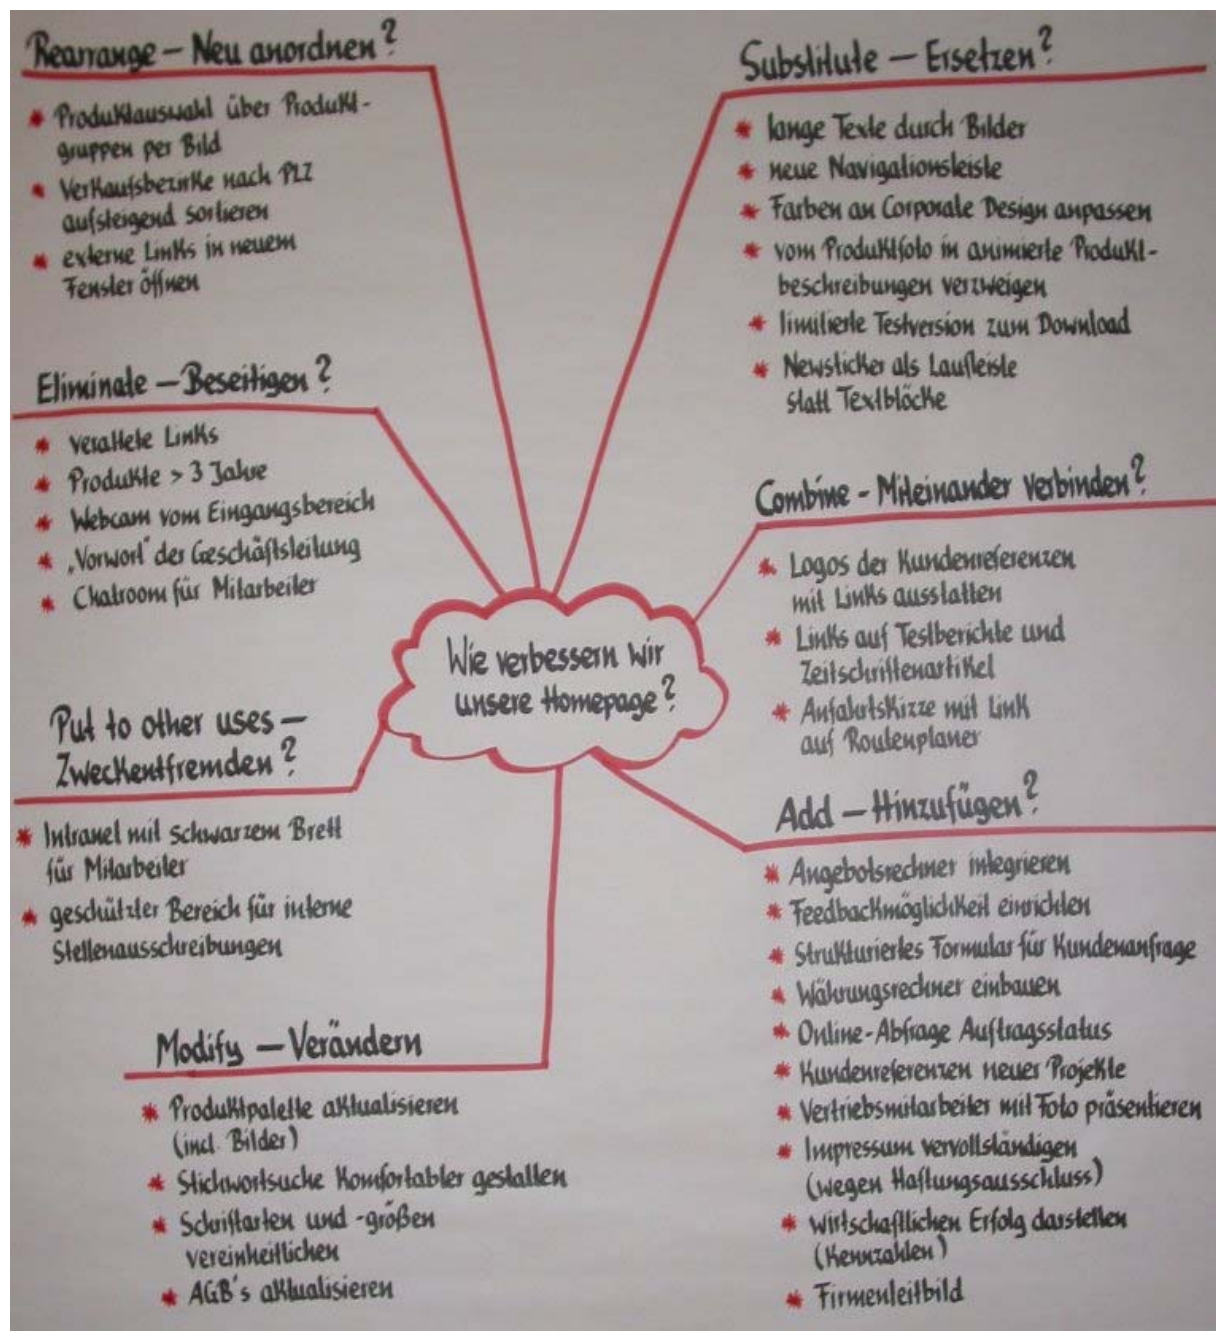 Rearrange – Neu anordnen?
* Produktauswahl über Produkt-
gruppen per Bild
* Verkaufsbezirke nach PLZ
aufsteigend sortieren
* externe Links in neuem
Fenster öffnen
Eliminate – Beseitigen?
* veraltete Links
* Produkte > 3 Jahre
* Webcam vom Eingangsbereich
* „Vorwort" der Geschäftsleitung
* Chatroom für Mitarbeiter
Put to other uses –
Zweckentfremden?
* Intranet mit schwarzem Brett
für Mitarbeiter
* geschützter Bereich für interne
Stellenausschreibungen
Modify – Verändern
* Produktpalette aktualisieren
(incl. Bilder)
* Stichwortsuche komfortabler gestalten
* Schriftarten und -größen
vereinheitlichen
* AGB's aktualisieren
Wie verbessern wir
unsere Homepage?
Substitute – Ersetzen?
* lange Texte durch Bilder
* neue Navigationsleiste
* Farben an Corporate Design anpassen
* vom Produktfoto in animierte Produkt-
beschreibungen verzweigen
* limitierte Testversion zum Download
* Newsticker als Laufleiste
statt Textblöcke
Combine - Miteinander verbinden?
* Logos der Kundenreferenzen
mit Links ausstatten
* Links auf Testberichte und
Zeitschriftenartikel
* Anfahrtskizze mit Link
auf Routenplaner
Add – Hinzufügen?
* Angebotsrechner integrieren
* Feedbackmöglichkeit einrichten
* Strukturiertes Formular für Kundenanfrage
* Währungsrechner einbauen
* Online-Abfrage Auftragsstatus
* Kundenreferenzen neuer Projekte
* Vertriebsmitarbeiter mit Foto präsentieren
* Impressum vervollständigen
(wegen Haftungsausschluss)
* wirtschaftlichen Erfolg darstellen
(Kennzahlen)
* Firmenleitbild